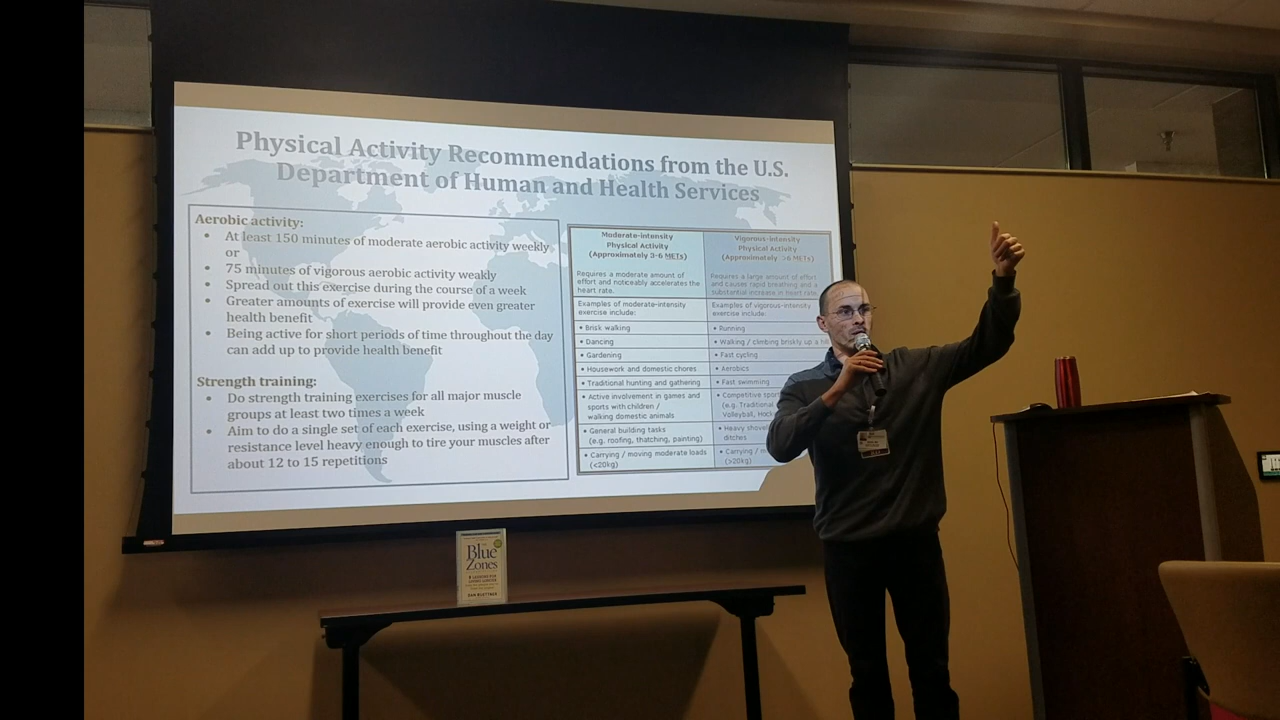 Physical Activity Recommendations from the U.S.
Department of Human and Health Services
Aerobic activity:
• At least 150 minutes of moderate aerobic activity weekly
or
• 75 minutes of vigorous aerobic activity weekly
• Spread out this exercise during the course of a week
• Greater amounts of exercise will provide even greater
health benefit
• Being active for short periods of time throughout the day
can add up to provide health benefit
Strength training:
• Do strength training exercises for all major muscle
groups at least two times a week
• Aim to do a single set of each exercise, using a weight or
resistance level heavy enough to tire your muscles after
about 12 to 15 repetitions
Moderate-intensity
Physical Activity
(Approximately 3-6 METs)
Requires a moderate amount of
effort and noticeably accelerates the
heart rate.
Examples of moderate-intensity
exercise include:
• Brisk walking
• Dancing
• Gardening
• Housework and domestic chores
• Traditional hunting and gathering
• Active involvement in games and
sports with children /
walking domestic animals
• General building tasks
(e.g. roofing, thatching, painting)
• Carrying / moving moderate loads
(<20kg)
Vigorous-intensity
Physical Activity
(Approximately >6 METs)
Requires a large amount of effort
and causes rapid breathing and a
substantial increase in heart rate.
Examples of vigorous-intensity
exercise include:
• Running
• Walking / climbing briskly up a
• Fast cycling
• Aerobics
• Fast swimming
• Competitive
(e.g. Traditional
Volleyball,
• Heavy
ditches
• Carrying /
(>20kg)
Blue
Zones
DAN BUETTNER